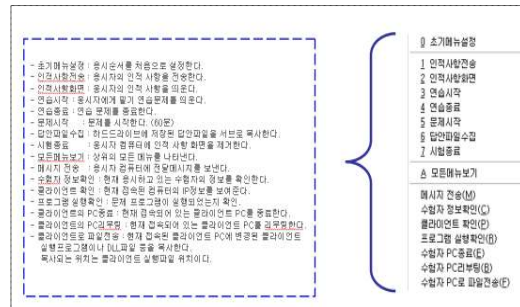 - 초기메뉴설정 : 응시순서를 처음으로 설정한다.
- 인적사항전송 : 응시자의 인적 사항을 전송한다.
- 인적사항화면 : 응시자의 인적 사항을 띄운다.
- 연습시작 : 응시자에게 필기 연습문제를 띄운다.
- 연습종료 : 연습 문제를 종료한다.
- 문제시작 : 문제를 시작한다. (60문)
- 답안파일수집 : 하드드라이브에 저장된 답안파일을 서브로 복사한다.
- 시험종료 : 응시자 컴퓨터에 인적 사항 화면을 제거한다.
- 모든메뉴보기 : 상위의 모든 메뉴를 나타낸다.
- 메시지 전송 : 응시자 컴퓨터에 전달메시지를 보낸다.
- 수험자 정보확인 : 현재 응시하고 있는 수험자의 정보를 확인한다.
- 클라이언트 확인 : 현재 접속된 컴퓨터의 IP정보를 보여준다.
- 프로그램 실행확인 : 문제 프로그램이 실행되었는지 확인.
- 클라이언트의 PC종료 : 현재 접속되어 있는 클라이언트 PC를 종료한다.
- 클라이언트의 PC리부팅 : 현재 접속되어 있는 클라이언트 PC를 리부팅한다.
- 클라이언트로 파일전송 : 현재 접속된 클라이언트 PC에 변경된 클라이언트
실행프로그램이나 DLL파일 등을 복사한다.
복사되는 위치는 클라이언트 실행파일 위치이다.
0 초기메뉴설정
1 인적사항전송
2 인적사항화면
3 연습시작
4 연습종료
5 문제시작
6 답안파일수집
7 시험종료
A 모든메뉴보기
메시지 전송(M)
수험자 정보확인(C)
클라이언트 확인(P)
프로그램 실행확인(R)
수험자 PC종료(E)
수험자 PC리부팅(B)
수험자 PC로 파일전송(F)